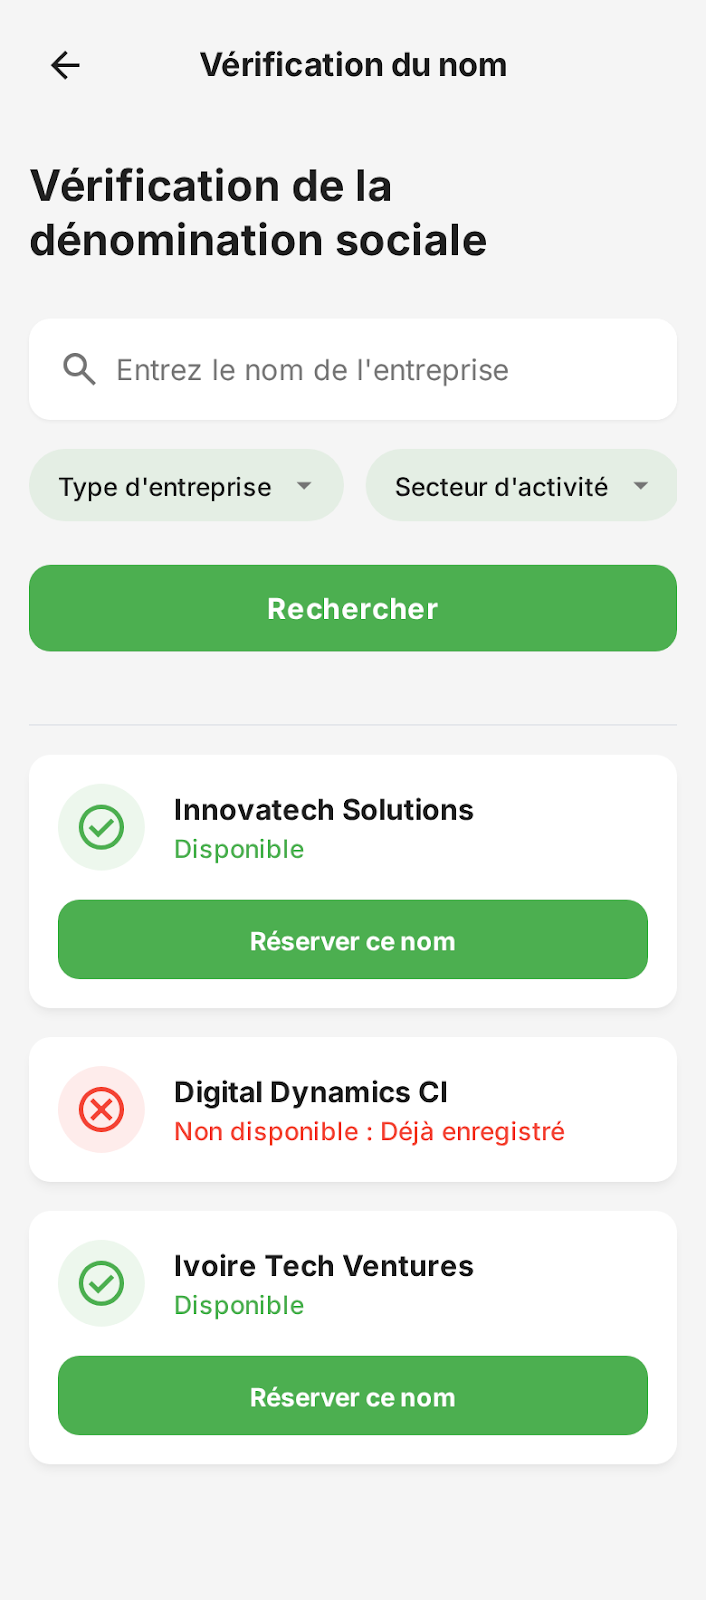 Vérification du nom
Vérification de la
dénomination sociale
Entrez le nom de l'entreprise
Type d'entreprise
Secteur d'activité
Rechercher
Innovatech Solutions
Disponible
Réserver ce nom
Digital Dynamics CI
Non disponible : Déjà enregistré
Ivoire Tech Ventures
Disponible
Réserver ce nom